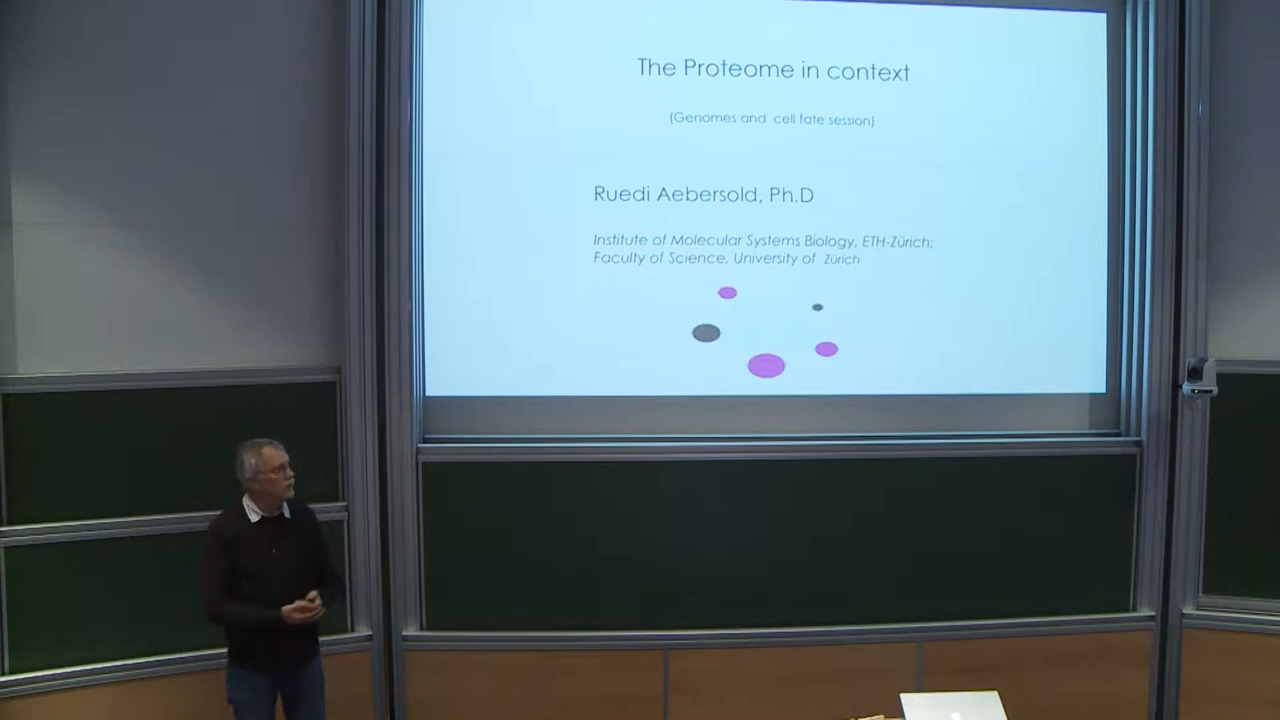 The Proteome in context
(Genomes and cell fate session)
Ruedi Aebersold, Ph.D
Institute of Molecular Systems Biology, ETH-Zürich;
Faculty of Science, University of Zürich